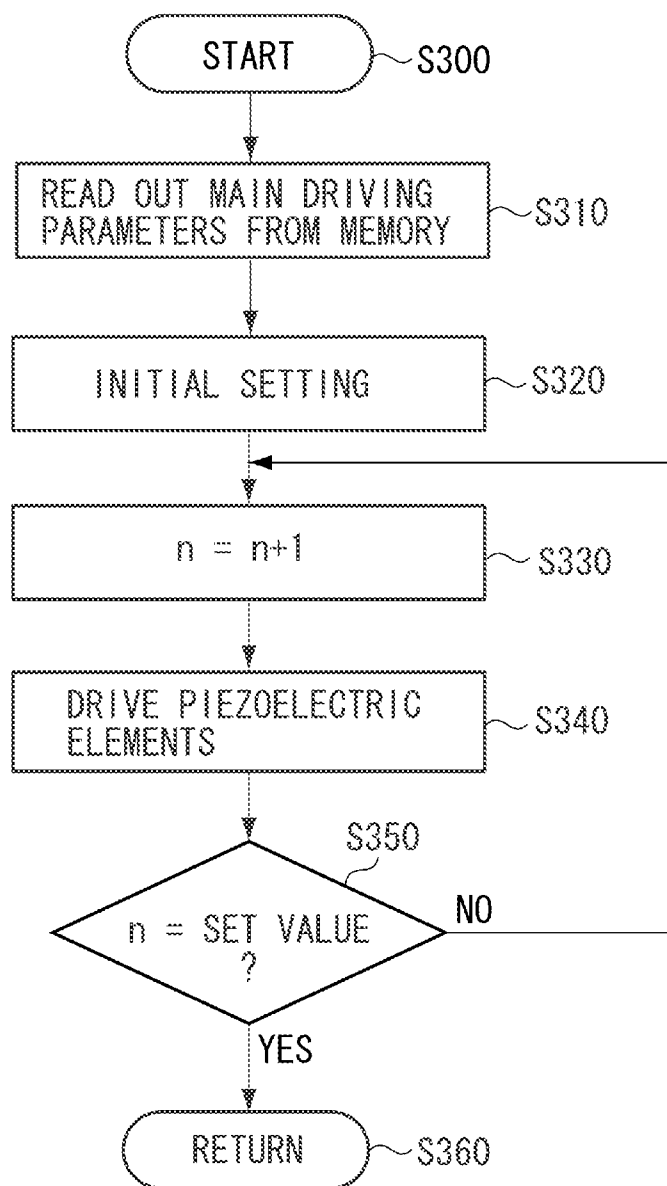 START
S300
READ OUT MAIN DRIVING
PARAMETERS FROM MEMORY
S310
INITIAL SETTING
S320
n = n+1
S330
DRIVE PIEZOELECTRIC
ELEMENTS
S340
S350
n = SET VALUE
?
NO
YES
RETURN
S360